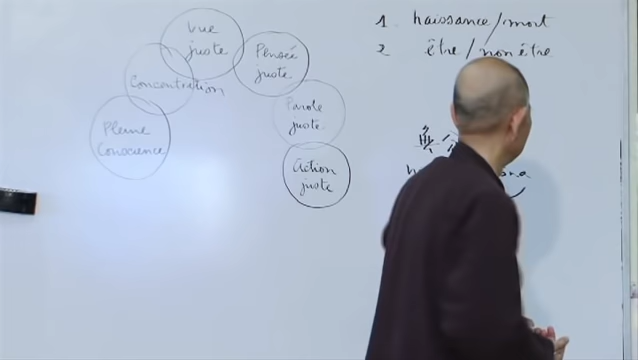 Vue
juste
Pensée
juste
Concentration
Parole
juste
Pleine
Conscience
Action
juste
1. naissance/mort
2 être/non être